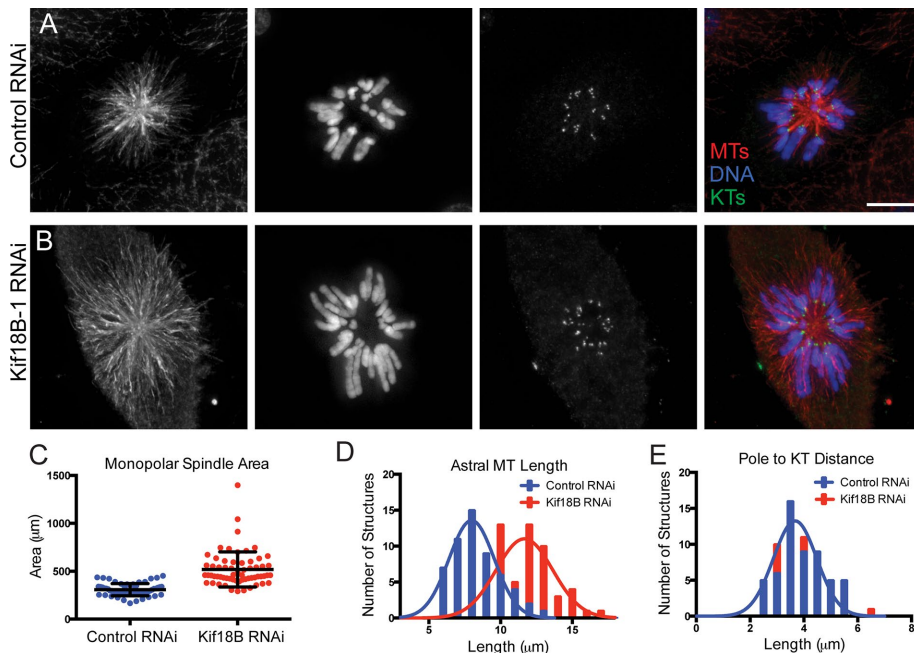 A
Control RNAi
MTs
DNA
KTs
B
Kif18B-1 RNAi
C
Monopolar Spindle Area
1500
1000
500
0
Area (μm)
Control RNAi
Kif18B RNAi
D
Astral MT Length
Control RNAi
Kif18B RNAi
20
15
10
5
0
Number of Structures
5
10
15
Length (μm)
E
Pole to KT Distance
Control RNAi
Kif18B RNAi
20
15
10
5
0
Number of Structures
0
2
4
6
8
Length (μm)